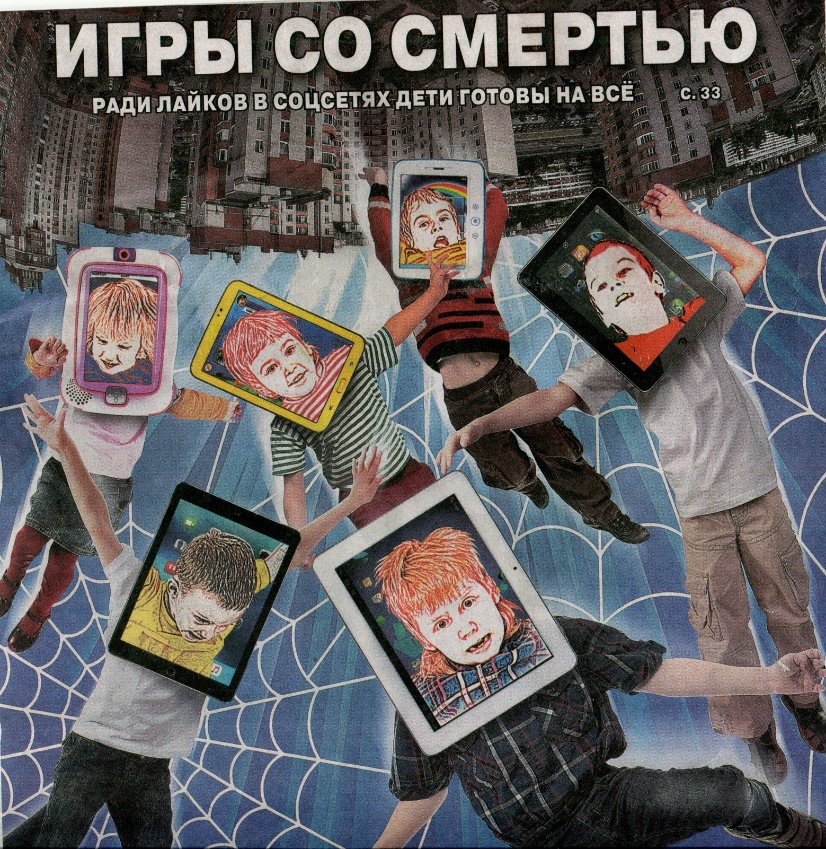 ИГРЫ СО СМЕРТЬЮ
РАДИ ЛАЙКОВ В СОЦСЕТЯХ ДЕТИ ГОТОВЫ НА ВСЁ С. 33